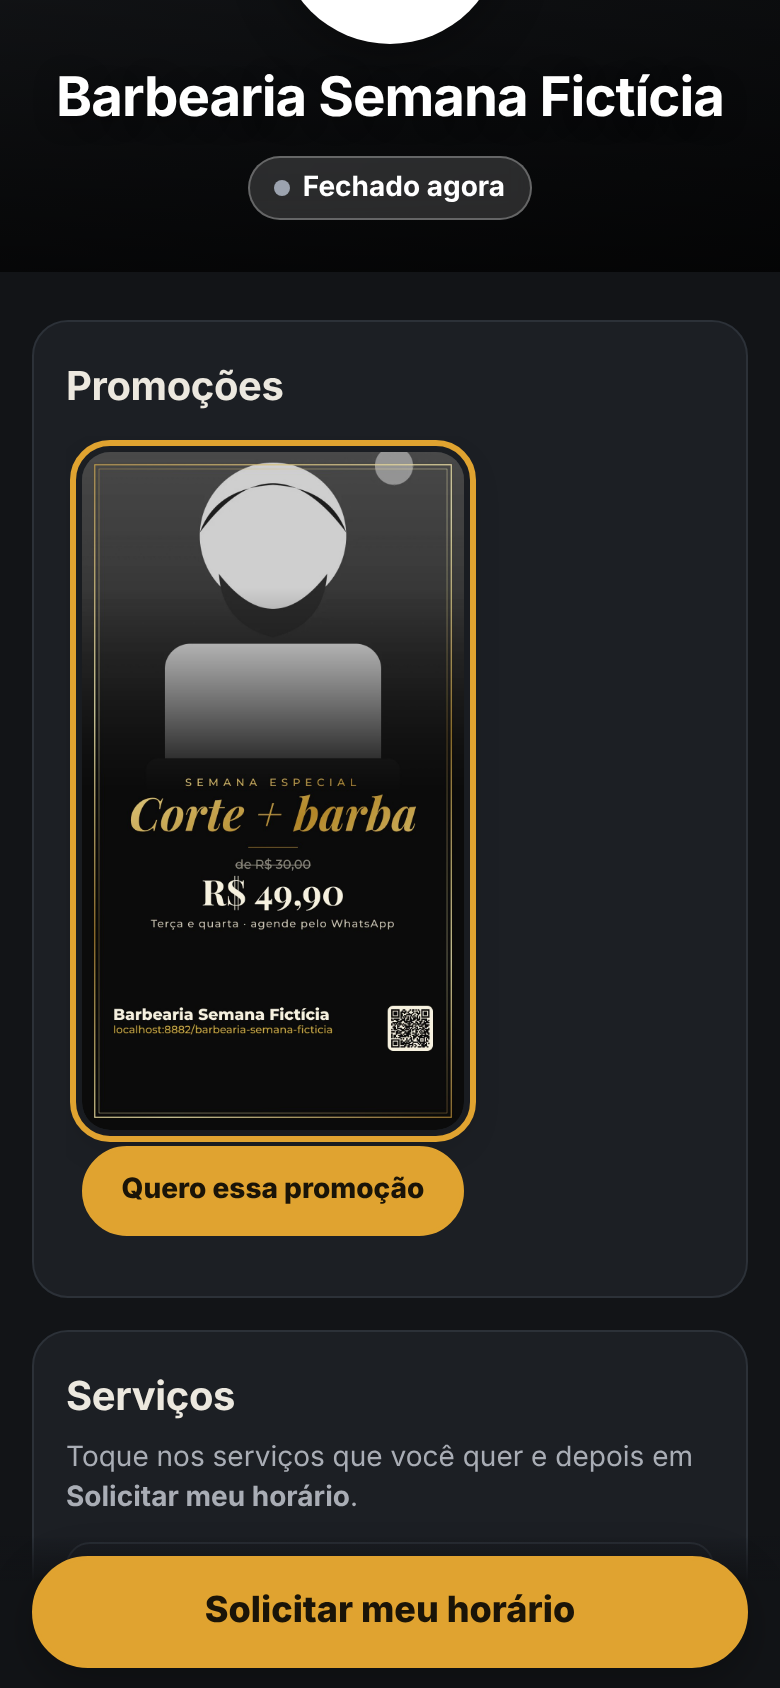 Barbearia Semana Fictícia
Fechado agora
Promoções
SEMANA ESPECIAL
Corte + barba
de R$ 30,00
R$ 49,90
Terça e quarta · agende pelo WhatsApp
Barbearia Semana Fictícia
localhost:8882/barbearia-semana-ficticia
Quero essa promoção
Serviços
Toque nos serviços que você quer e depois em
Solicitar meu horário.
Solicitar meu horário